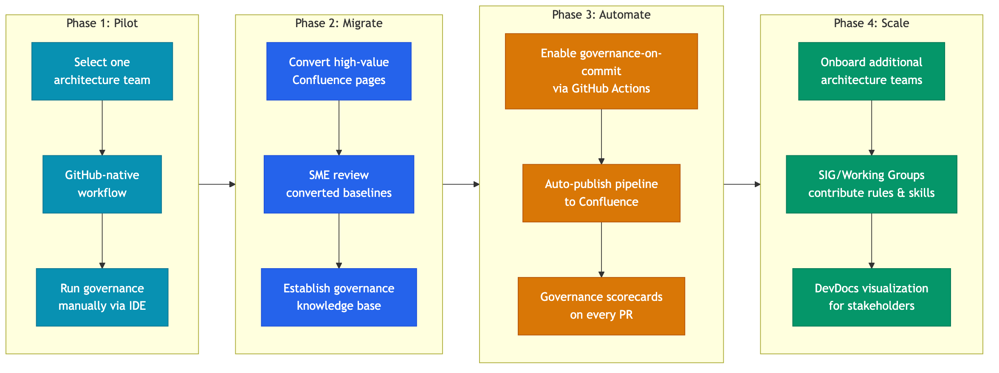 Phase 1: Pilot
Select one
architecture team
GitHub-native
workflow
Run governance
manually via IDE
Phase 2: Migrate
Convert high-value
Confluence pages
SME review
converted baselines
Establish governance
knowledge base
Phase 3: Automate
Enable governance-on-
commit
via GitHub Actions
Auto-publish pipeline
to Confluence
Governance scorecards
on every PR
Phase 4: Scale
Onboard additional
architecture teams
SIG/Working Groups
contribute rules & skills
DevDocs visualization
for stakeholders